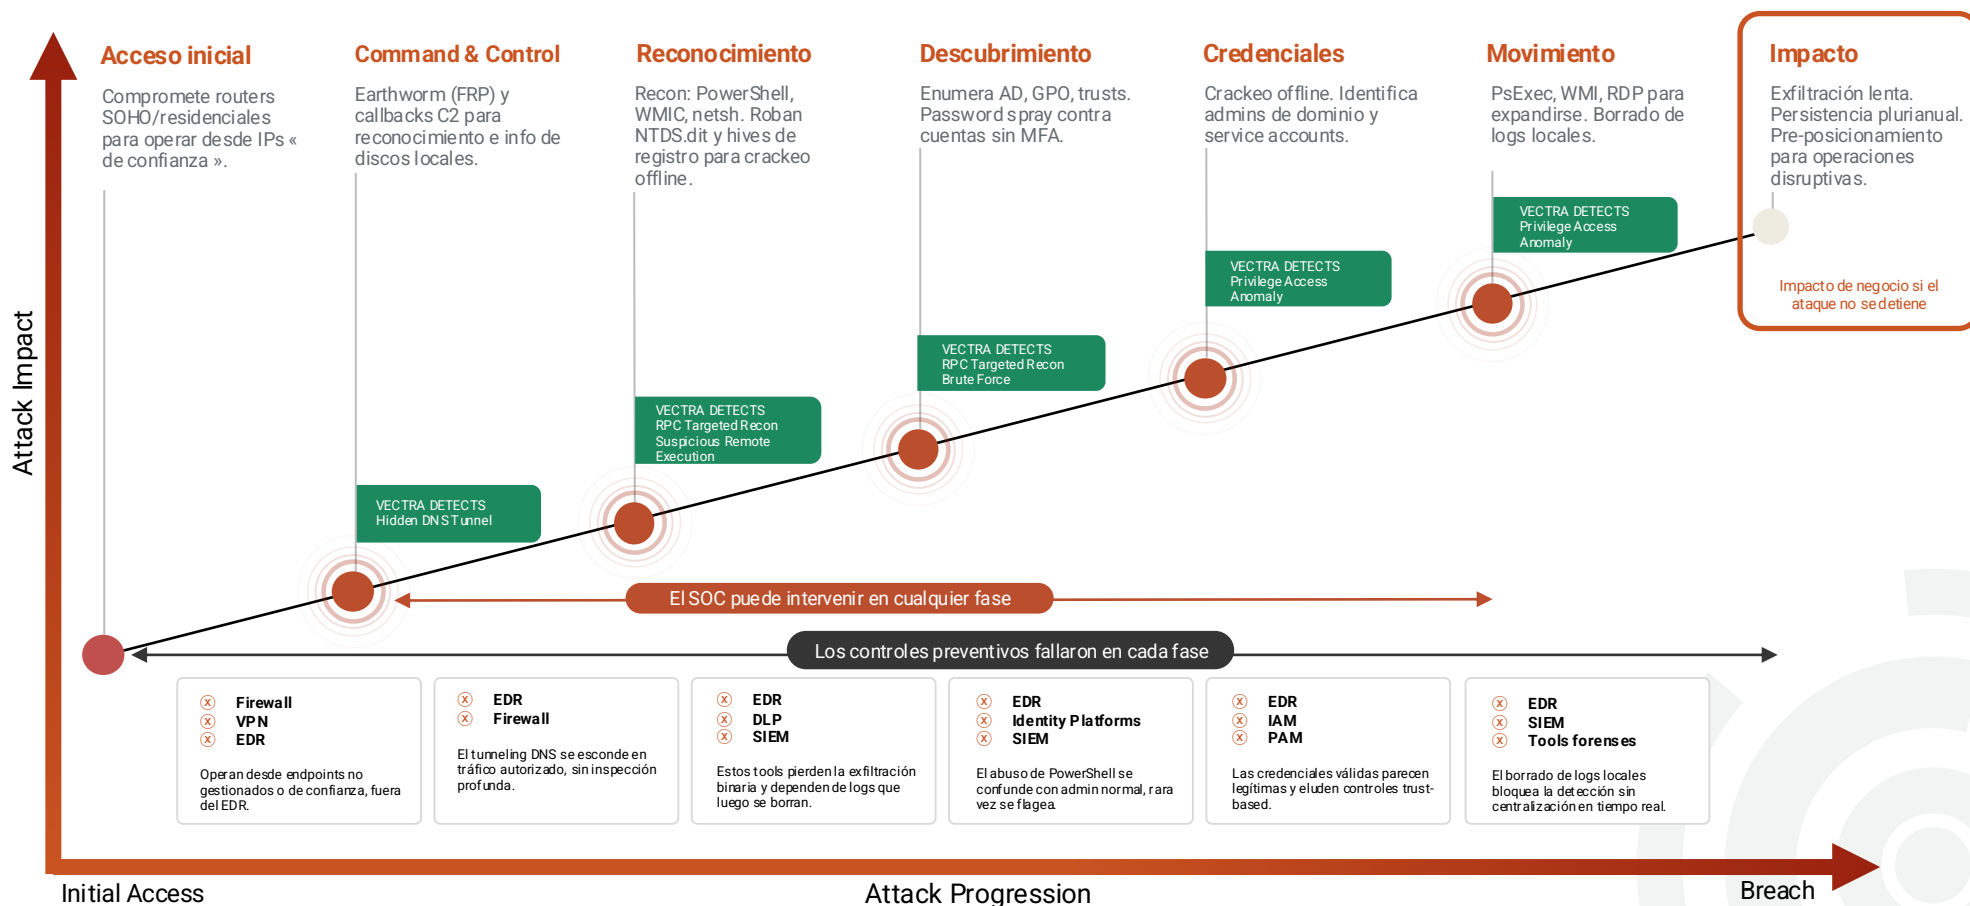 Acceso inicial
Compromete routers
SOHO/residenciales
para operar desde IPs «
de confianza ».
Command & Control
Earthworm (FRP) y
callbacks C2 para
reconocimiento e info de
discos locales.
Reconocimiento
Recon: PowerShell,
WMIC, netsh. Roban
NTDS.dit y hives de
registro para crackeo
offline.
Descubrimiento
Enumera AD, GPO, trusts.
Password spray contra
cuentas sin MFA.
Credenciales
Crackeo offline. Identifica
admins de dominio y
service accounts.
Movimiento
PsExec, WMI, RDP para
expandirse. Borrado de
logs locales.
Impacto
Exfiltración lenta.
Persistencia plurianual.
Pre-posicionamiento
para operaciones
disruptivas.
Impacto de negocio si el
ataque no se detiene
VECTRA DETECTS
Privilege Access
Anomaly
VECTRA DETECTS
Privilege Access
Anomaly
VECTRA DETECTS
RPC Targeted Recon
Brute Force
VECTRA DETECTS
RPC Targeted Recon
Suspicious Remote
Execution
VECTRA DETECTS
Hidden DNS Tunnel
Attack Impact
El SOC puede intervenir en cualquier fase
Los controles preventivos fallaron en cada fase
Firewall
VPN
EDR
Operan desde endpoints no
gestionados o de confianza, fuera
del EDR.
EDR
Firewall
El tunneling DNS se esconde en
tráfico autorizado, sin inspección
profunda.
EDR
DLP
SIEM
Estos tools pierden la exfiltración
binaria y dependen de logs que
luego se borran.
EDR
Identity Platforms
SIEM
El abuso de PowerShell se
confunde con admin normal, rara
vez se flagea.
EDR
IAM
PAM
Las credenciales válidas parecen
legítimas y eluden controles trust-
based.
EDR
SIEM
Tools forenses
El borrado de logs locales
bloquea la detección sin
centralización en tiempo real.
Initial Access
Attack Progression
Breach